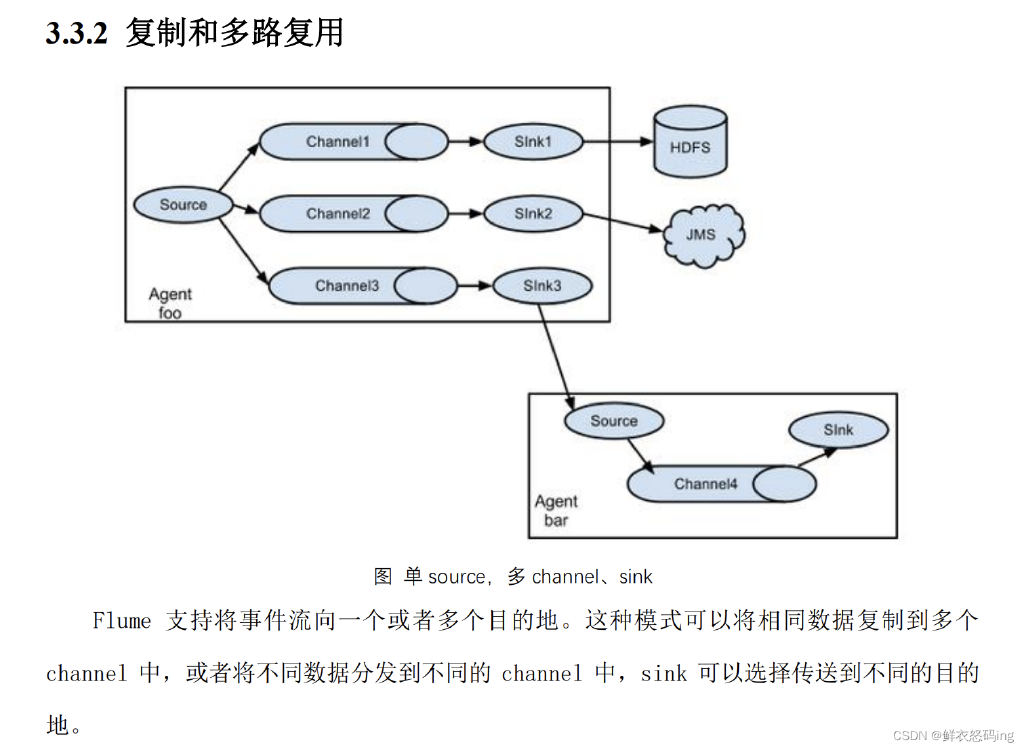 3.3.2 复制和多路复用
Channel1
SInk1
HDFS
Source
Channel2
SInk2
JMS
Channel3
SInk3
Agent
foo
Source
SInk
Channel4
Agent
bar
图 单 source，多 channel、sink
Flume 支持将事件流向一个或者多个目的地。这种模式可以将相同数据复制到多个
channel 中，或者将不同数据分发到不同的 channel 中，sink 可以选择传送到不同的目的
地。
CSDN @鲜衣怒码ing